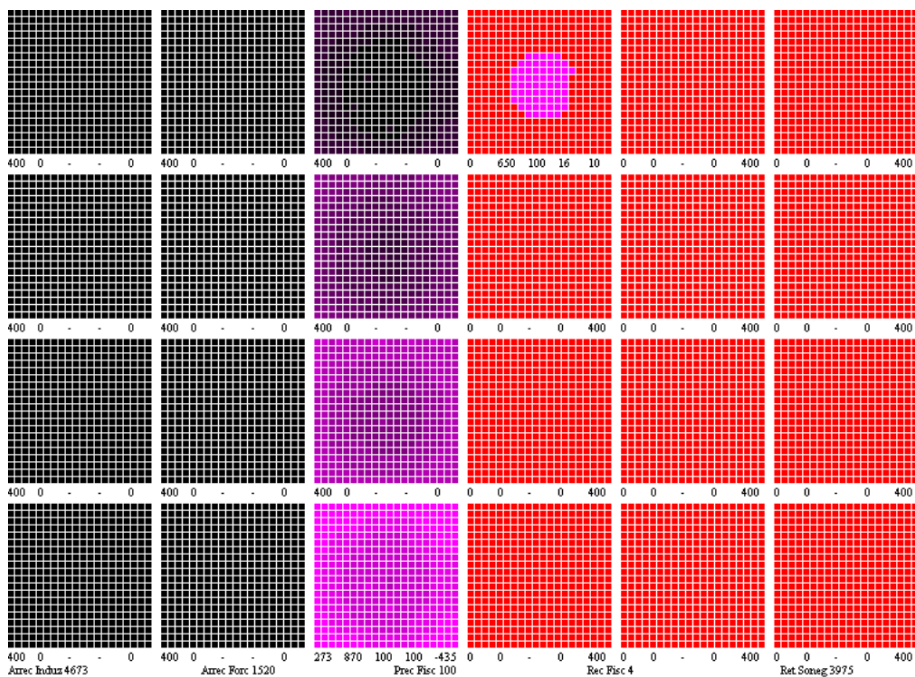 400 0 - - 0 400 0 - - 0 400 0 - - 0 0 650 100 16 10 0 0 - 0 400 0 0 - 0 400
400 0 - - 0 400 0 - - 0 400 0 - - 0 0 0 - 0 400 0 0 - 0 400 0 0 - 0 400
400 0 - - 0 400 0 - - 0 400 0 - - 0 0 0 - 0 400 0 0 - 0 400 0 0 - 0 400
400 0 - - 0 400 0 - - 0 273 870 100 100 -435 0 0 - 0 400 0 0 - 0 400 0 0 - 0 400
Arrec Induz 4673 Arrec Forc 1520 Prec Fisc 100 Rec Fisc 4 Ret Soneg 3975